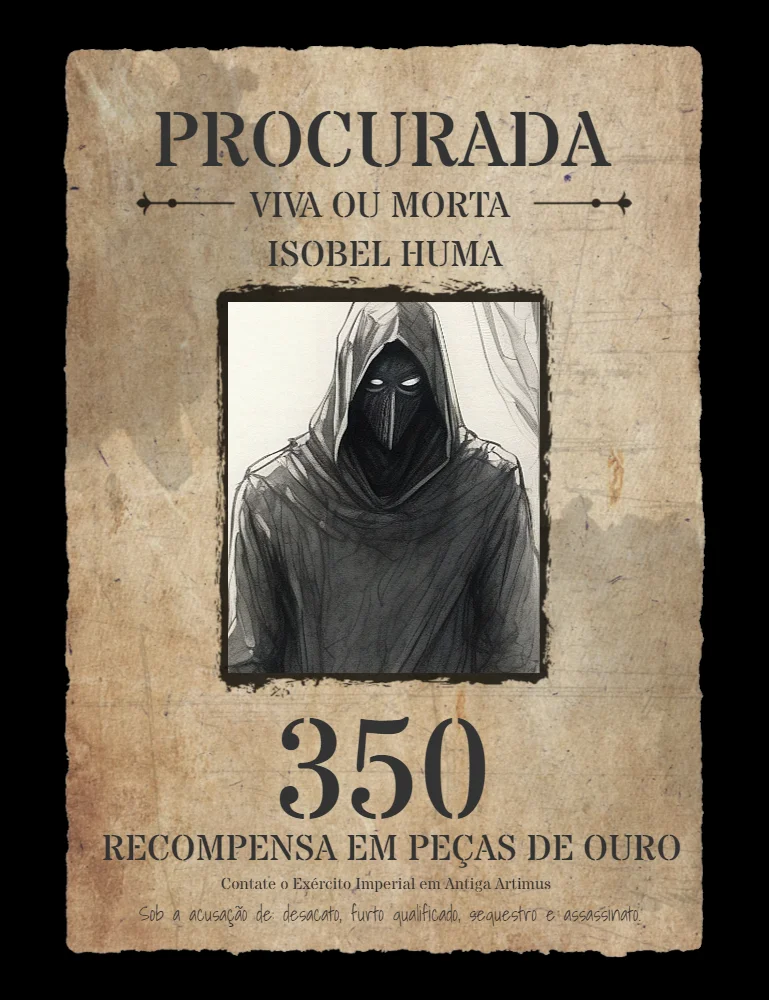 PROCURADA
VIVA OU MORTA
ISOBEL HUMA
350
RECOMPENSA EM PEÇAS DE OURO
Contate o Exército Imperial em Antiga Artimus
Sob a acusação de: desacato, furto qualificado, sequestro e assassinato.